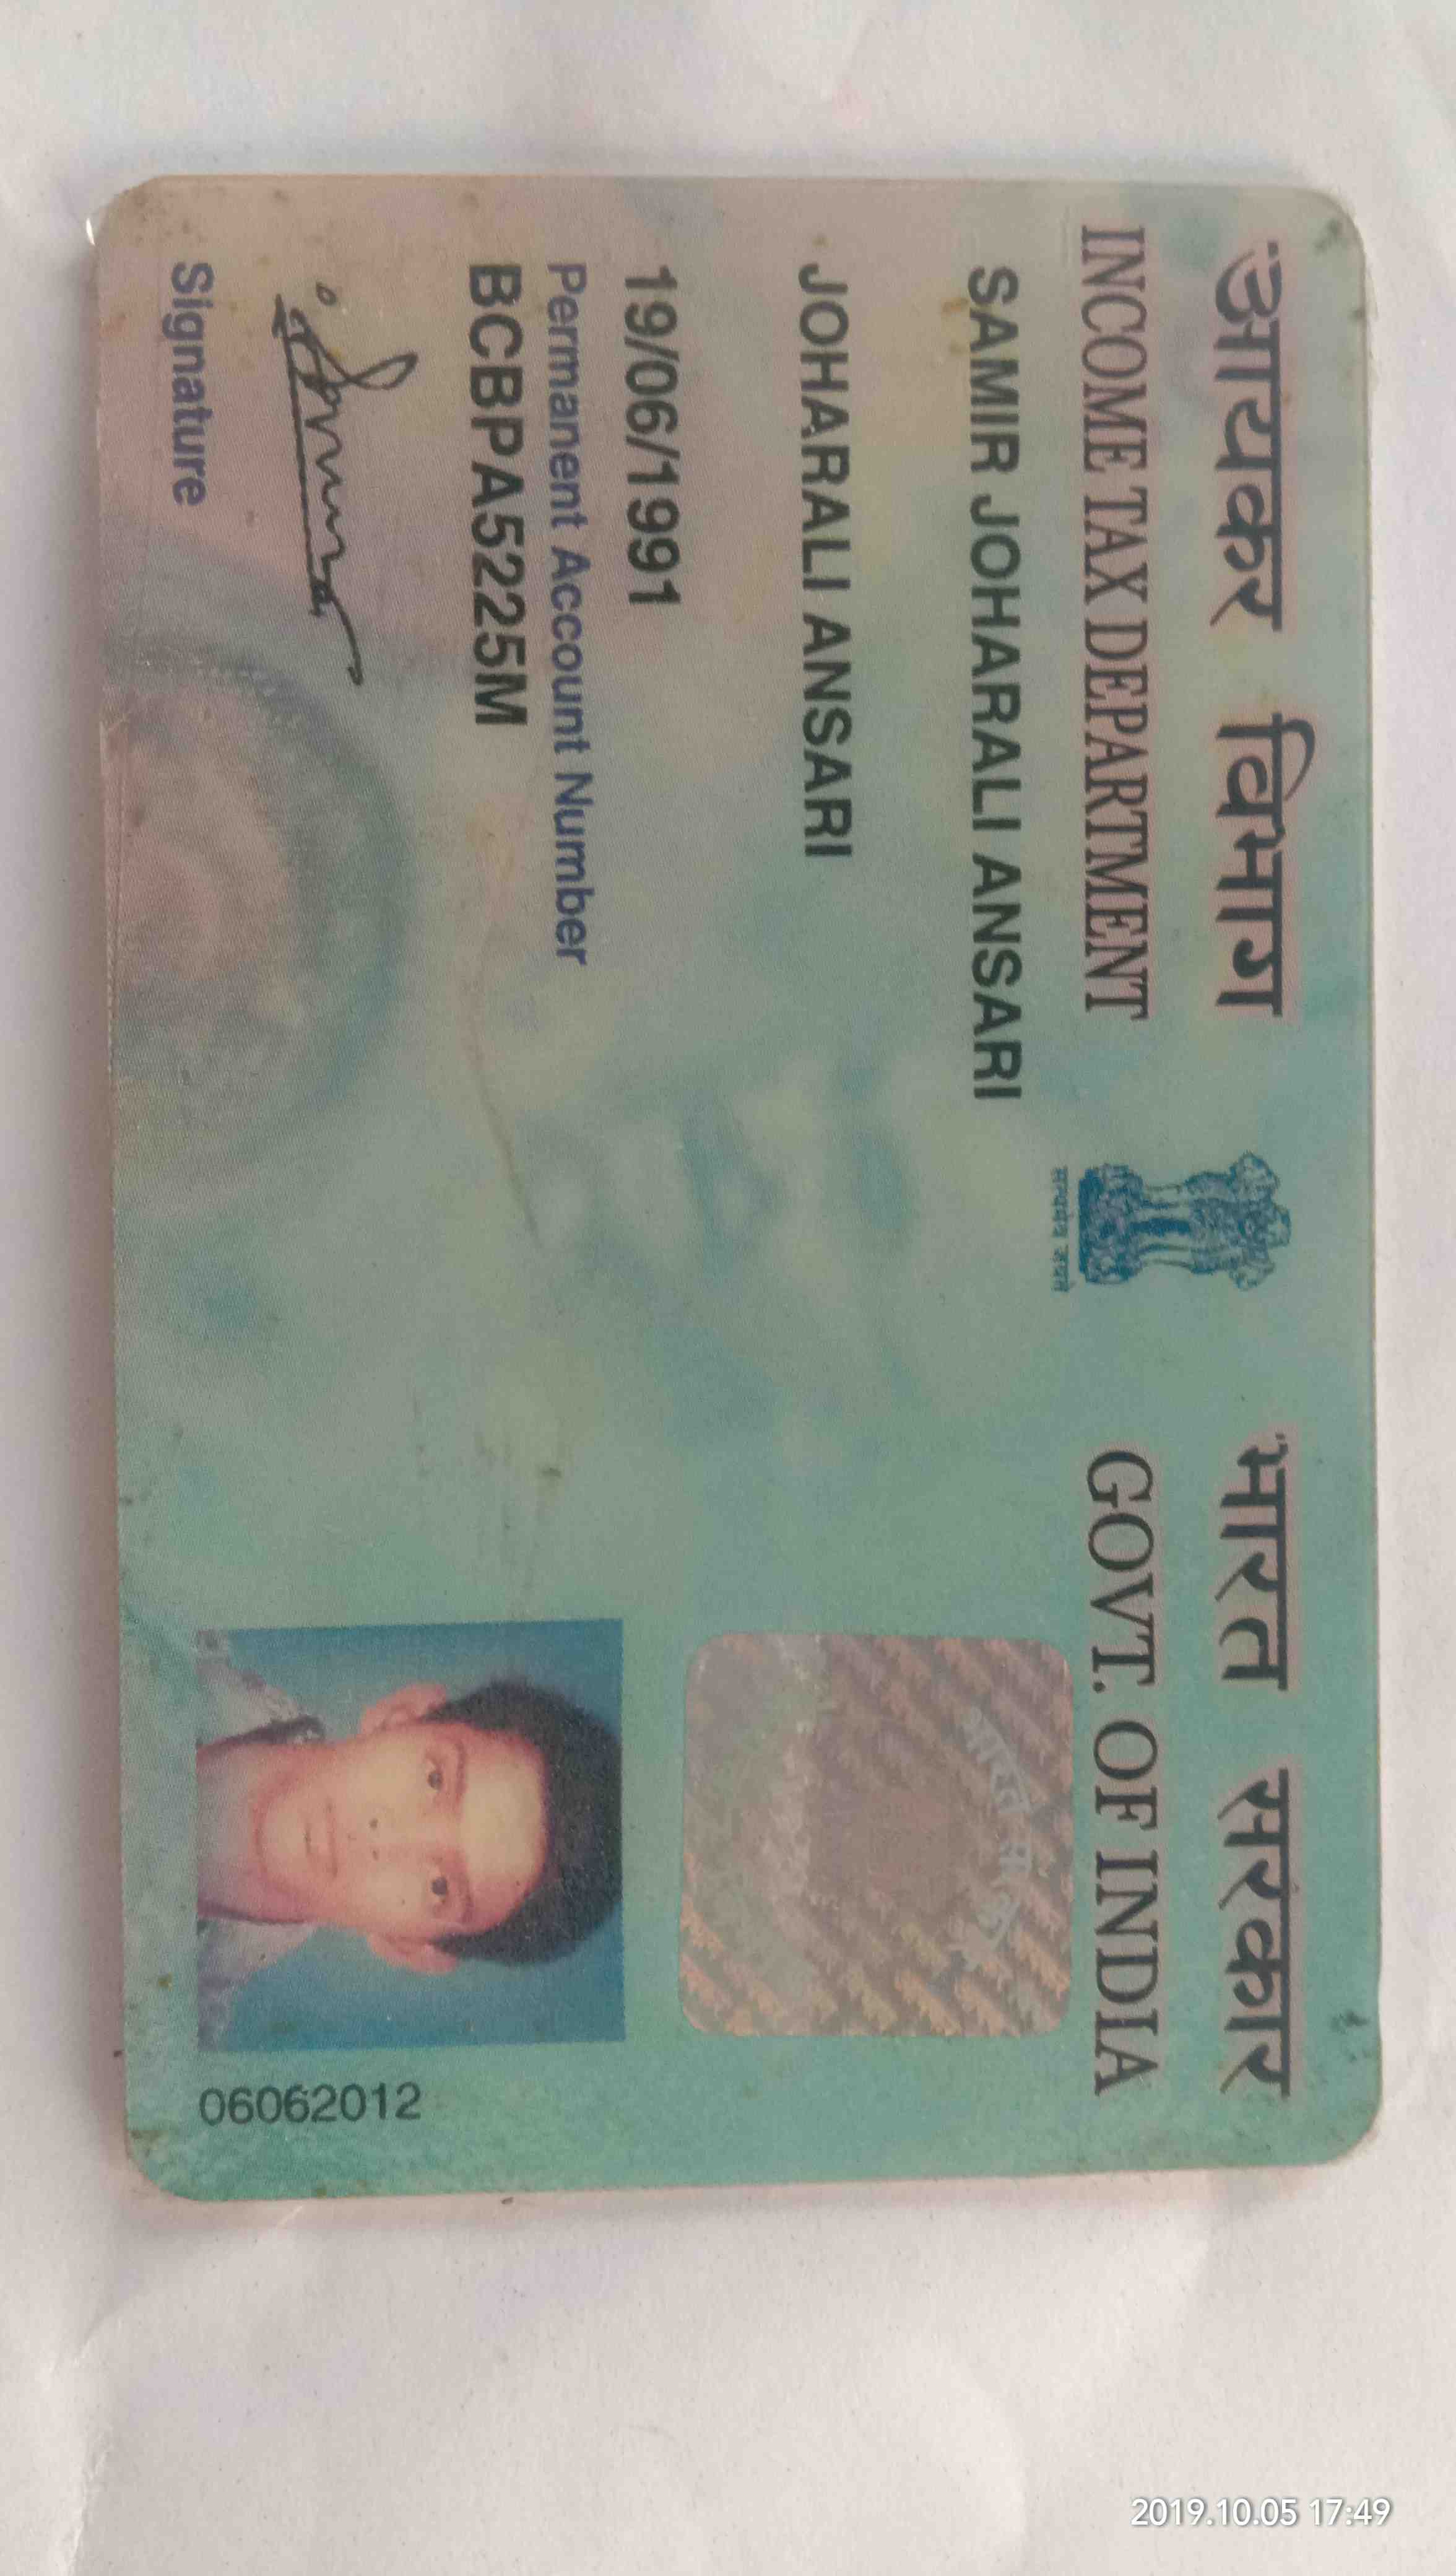 आयकर विभाग
INCOME TAX DEPARTMENT
सत्यमेव जयते
भारत सरकार
GOVT. OF INDIA
SAMIR JOHARALI ANSARI
JOHARALI ANSARI
19/06/1991
Permanent Account Number
BCBPA5225M
Signature
06062012
2019.10.05 17:49